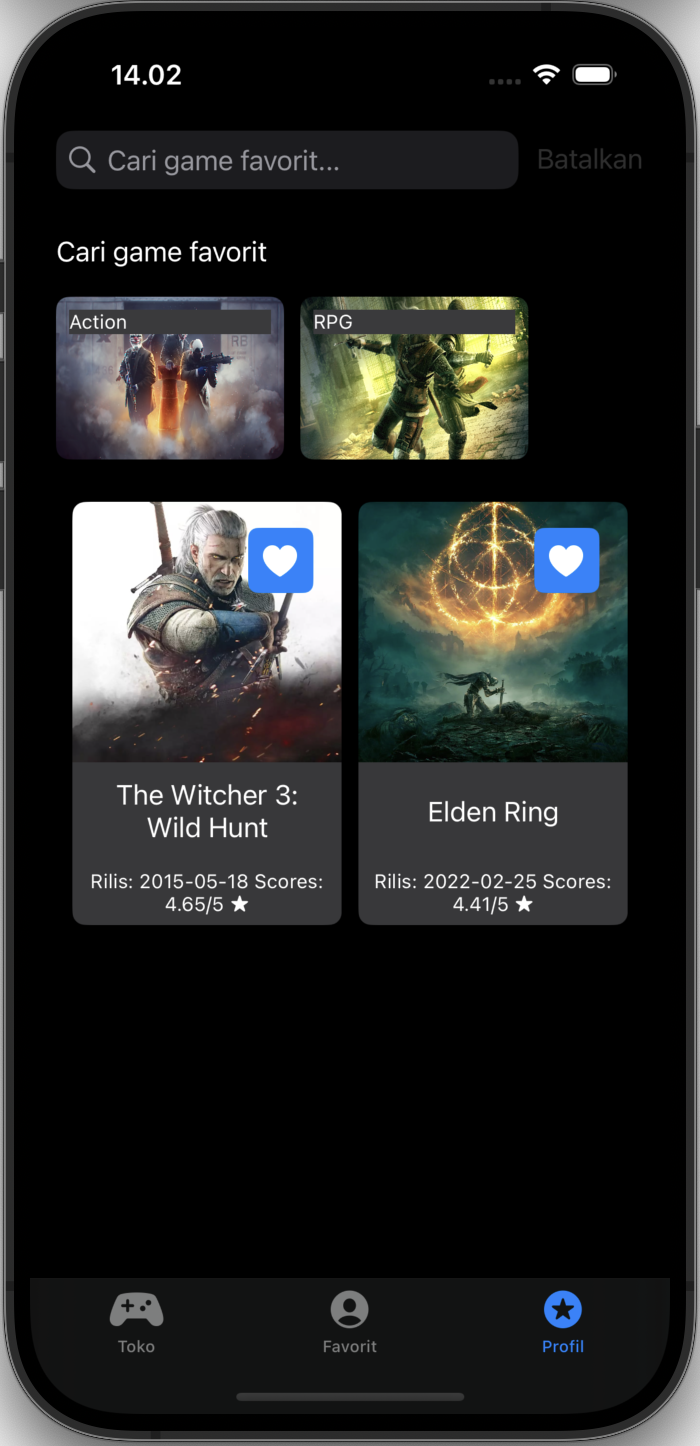 14.02
Cari game favorit...
Batalkan
Cari game favorit
Action
RPG
The Witcher 3:
Wild Hunt
Rilis: 2015-05-18 Scores:
4.65/5 ★
Elden Ring
Rilis: 2022-02-25 Scores:
4.41/5 ★
Toko
Favorit
Profil